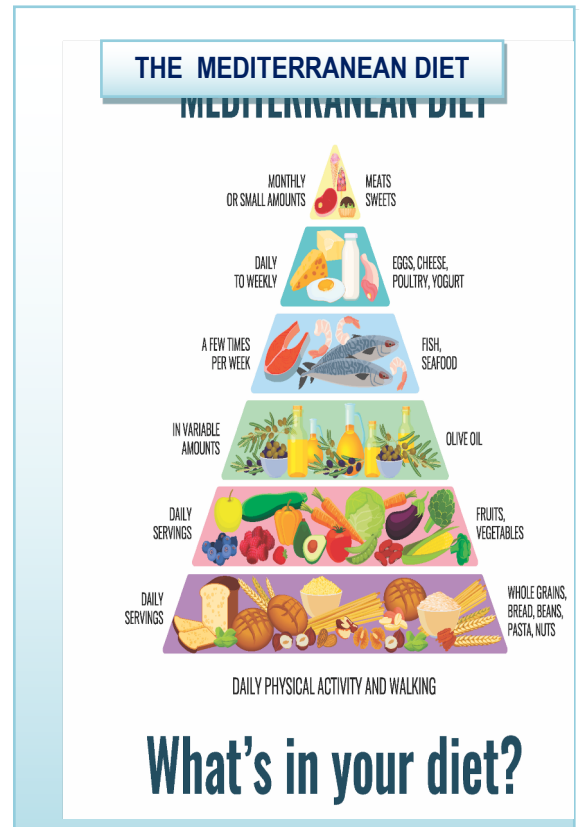 THE MEDITERRANEAN DIET
MEDITERRANEAN DIET
MONTHLY
OR SMALL AMOUNTS
MEATS
SWEETS
DAILY
TO WEEKLY
EGGS, CHEESE,
POULTRY, YOGURT
A FEW TIMES
PER WEEK
FISH,
SEAFOOD
IN VARIABLE
AMOUNTS
OLIVE OIL
DAILY
SERVINGS
FRUITS,
VEGETABLES
DAILY
SERVINGS
WHOLE GRAINS,
BREAD, BEANS,
PASTA, NUTS
DAILY PHYSICAL ACTIVITY AND WALKING
What's in your diet?